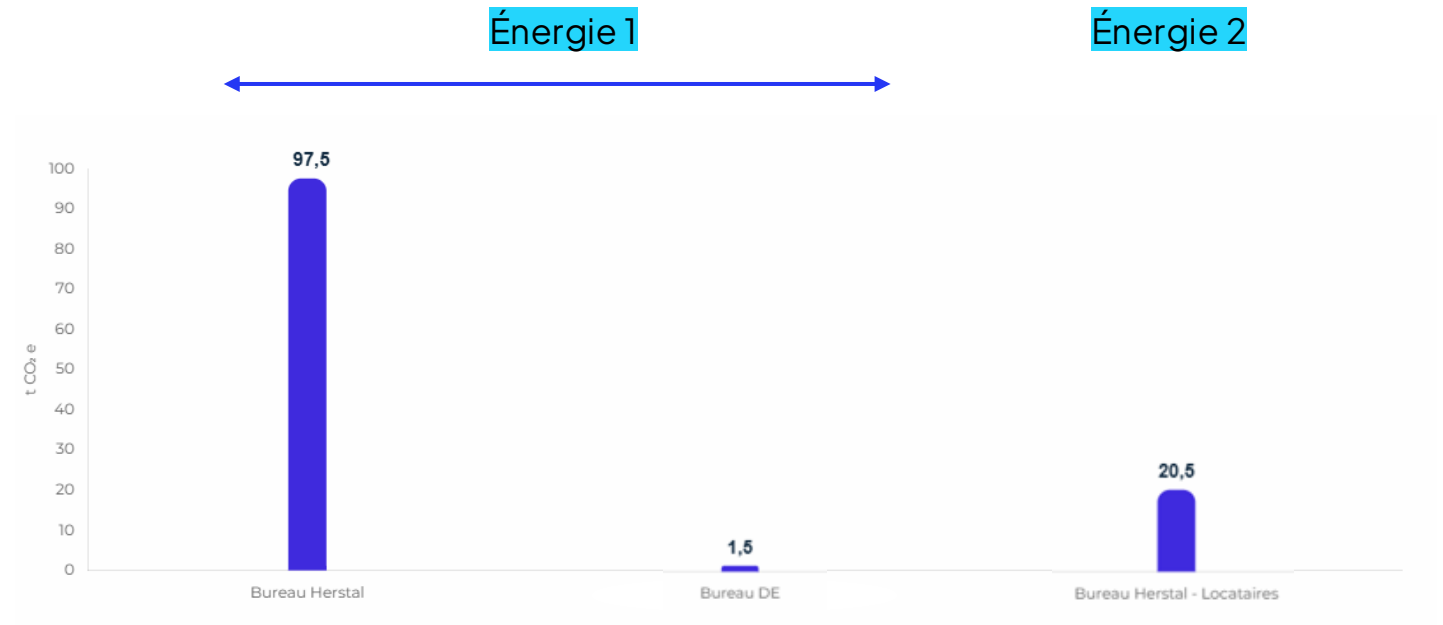 Énergie 1
Énergie 2
97,5
100
90
80
70
60
50
40
30
20
10
0
t CO₂ e
1,5
20,5
Bureau Herstal
Bureau DE
Bureau Herstal - Locataires